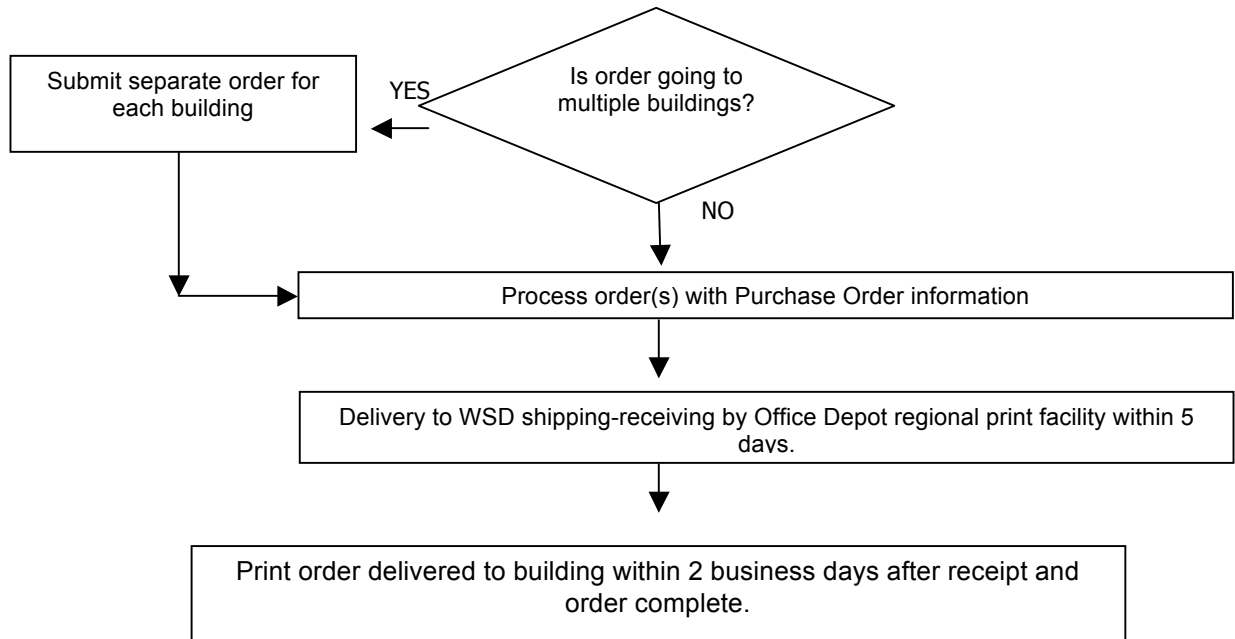 Is order going to
multiple buildings?
Submit separate order for
each building
YES
NO
Process order(s) with Purchase Order information
Delivery to WSD shipping-receiving by Office Depot regional print facility within 5
days.
Print order delivered to building within 2 business days after receipt and
order complete.